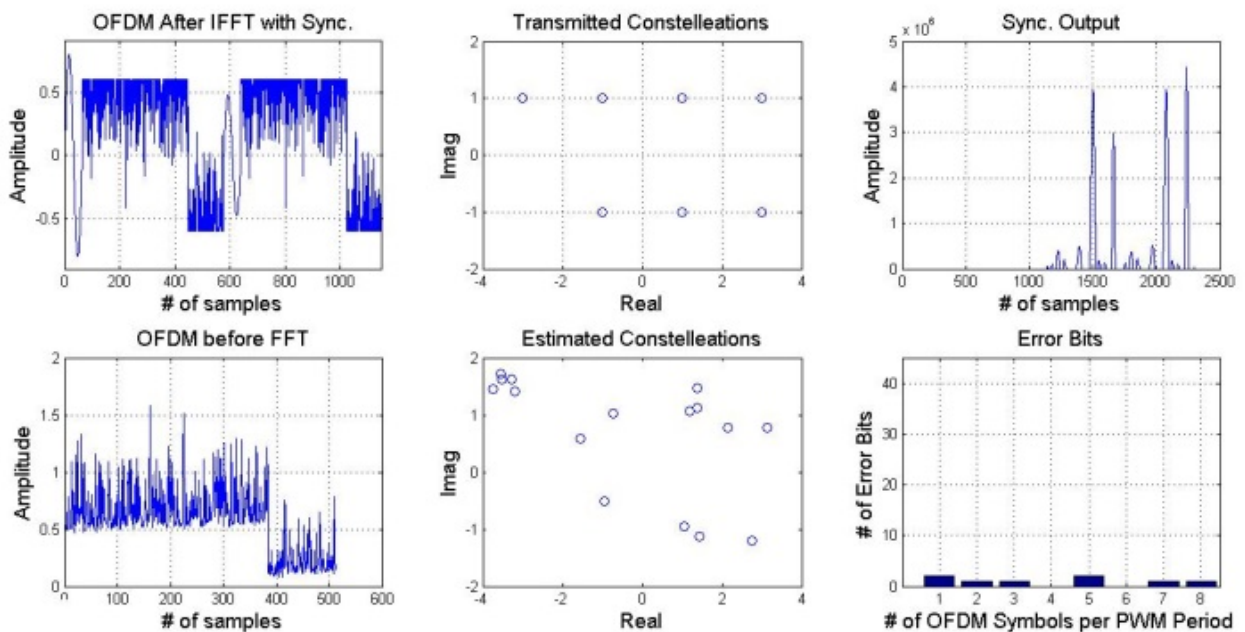 OFDM After IFFT with Sync.
Amplitude
0.5
0
-0.5
0 200 400 600 800 1000
# of samples
Transmitted Constelleations
Imag
2
1
0
-1
-2
-4 -2 0 2 4
Real
Sync. Output
x 10^6
Amplitude
5
4
3
2
1
0
0 500 1000 1500 2000 2500
# of samples
OFDM before FFT
Amplitude
2
1.5
1
0.5
0
0 100 200 300 400 500 600
# of samples
Estimated Constelleations
Imag
2
1
0
-1
-2
-4 -2 0 2 4
Real
Error Bits
# of Error Bits
40
30
20
10
0
1 2 3 4 5 6 7 8
# of OFDM Symbols per PWM Period